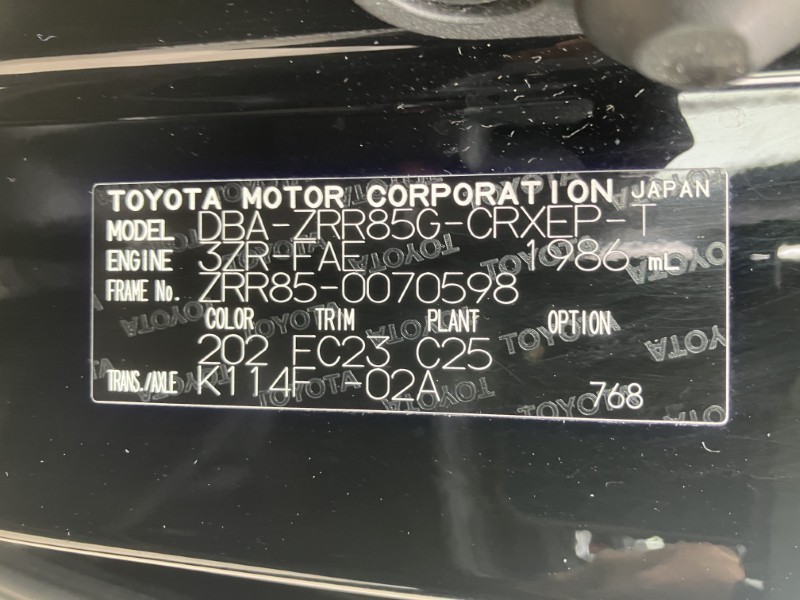 TOYOTA MOTOR CORPORATION JAPAN
MODEL DBA-ZRR85G-CRXEP-T
ENGINE 3ZR-FAE 1986 mL
FRAME No. ZRR85-0070598
COLOR TRIM PLANT OPTION
202 FC23 C25
TRANS./AXLE K114F -02A 768